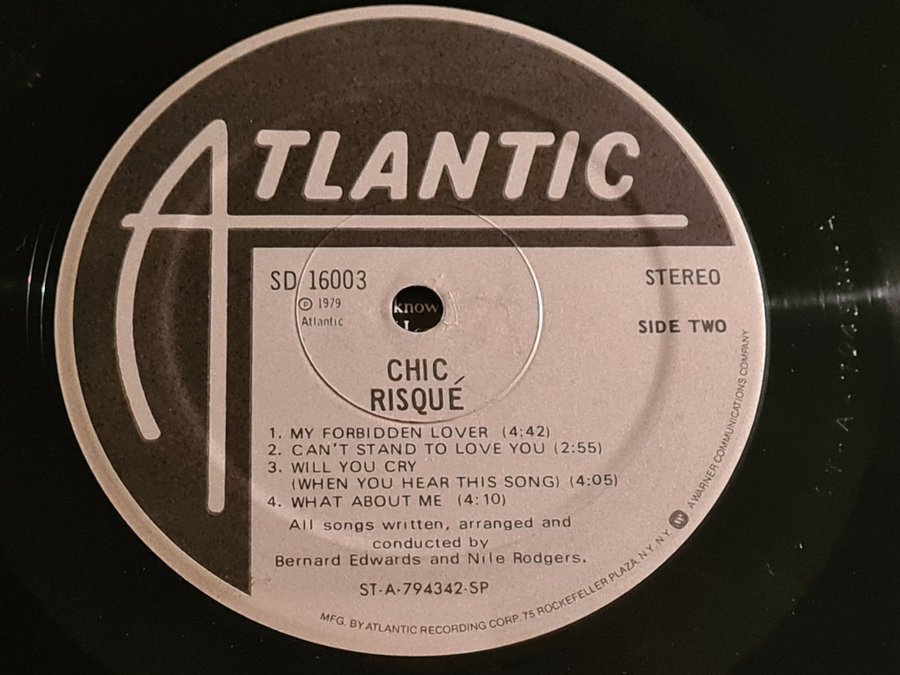 ATLANTIC
SD 16003
STEREO
℗ 1979
Atlantic
know
SIDE TWO
CHIC
RISQUÉ
1. MY FORBIDDEN LOVER (4:42)
2. CAN'T STAND TO LOVE YOU (2:55)
3. WILL YOU CRY
(WHEN YOU HEAR THIS SONG) (4:05)
4. WHAT ABOUT ME (4:10)
All songs written, arranged and
conducted by
Bernard Edwards and Nile Rodgers.
ST-A-794342-SP
MFG. BY ATLANTIC RECORDING CORP. 75 ROCKEFELLER PLAZA, N.Y. N.Y. A WARNER COMMUNICATIONS COMPANY